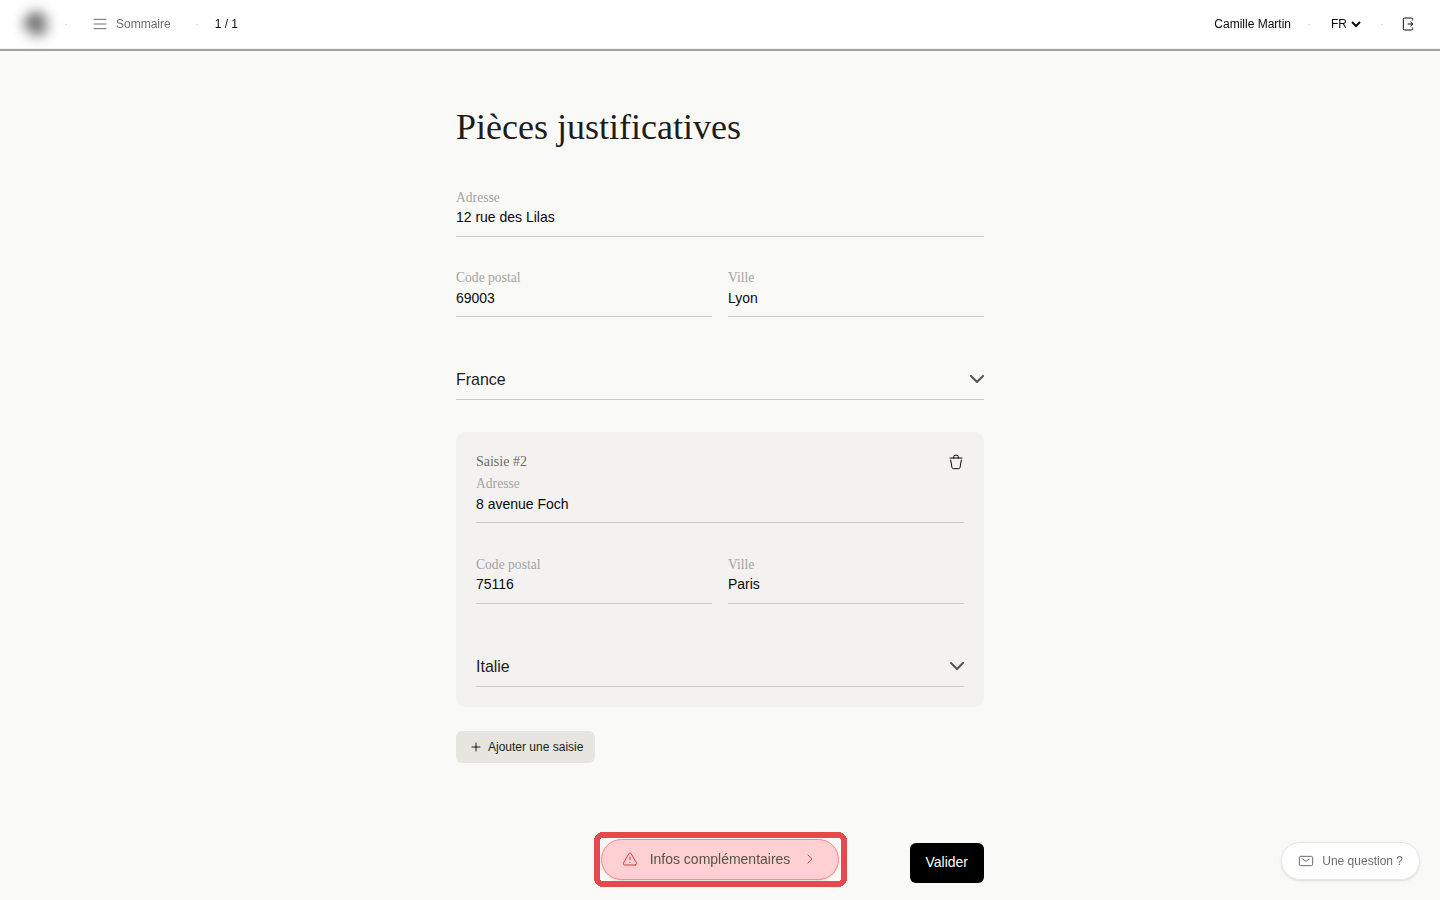 Sommaire
1 / 1
Camille Martin
FR
Pièces justificatives
Adresse
12 rue des Lilas
Code postal
Ville
69003
Lyon
France
Saisie #2
Adresse
8 avenue Foch
Code postal
Ville
75116
Paris
Italie
Ajouter une saisie
Infos complémentaires
Valider
Une question ?